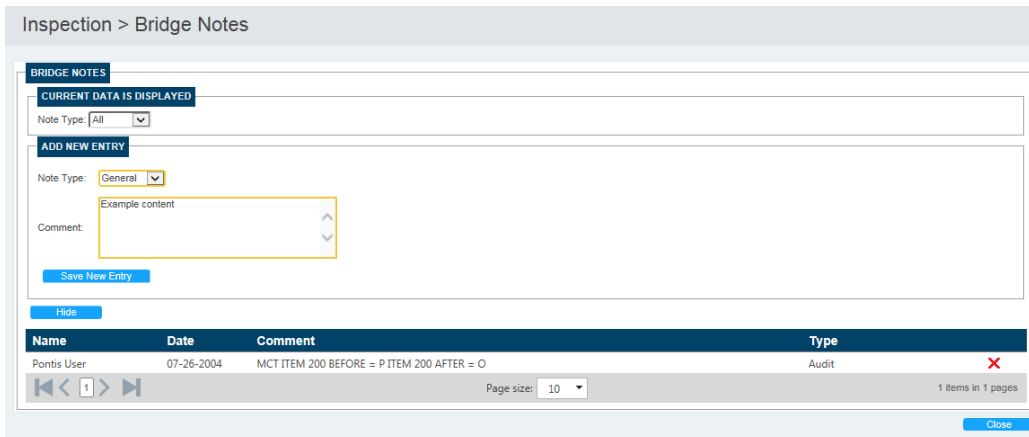 Inspection > Bridge Notes
BRIDGE NOTES
CURRENT DATA IS DISPLAYED
Note Type: All
ADD NEW ENTRY
Note Type: General
Comment: Example content
Save New Entry
Hide
Name Date Comment Type
Pontis User 07-26-2004 MCT ITEM 200 BEFORE = P ITEM 200 AFTER = O Audit
1 Page size: 10 1 items in 1 pages
Close